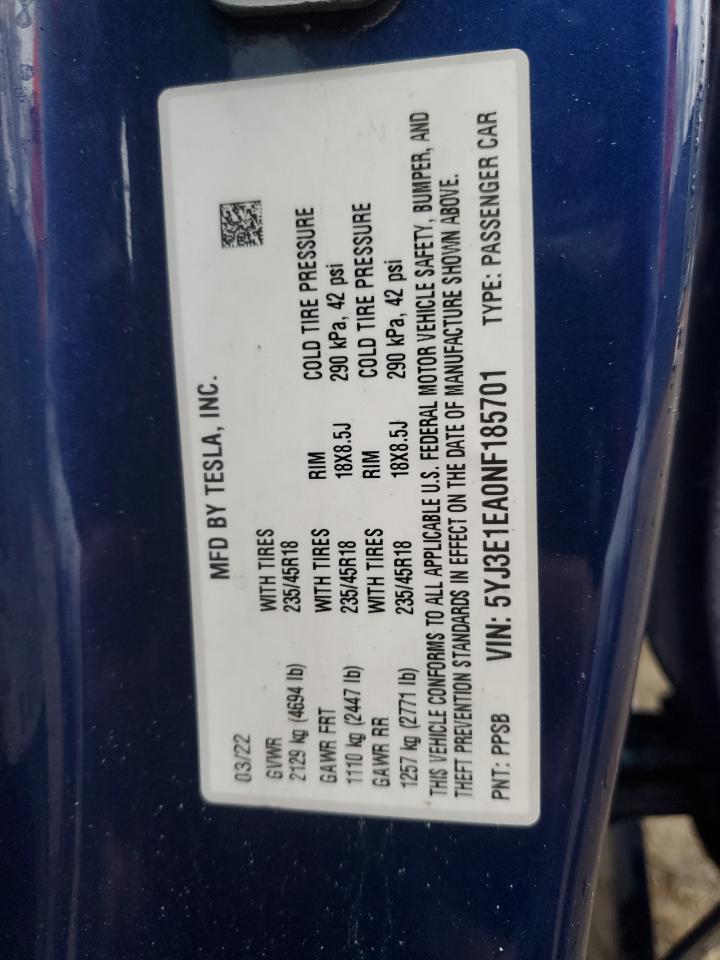 MFD BY TESLA, INC.
03/22
GVWR WITH TIRES
2129 kg (4694 lb) 235/45R18
GAWR FRT WITH TIRES RIM COLD TIRE PRESSURE
1110 kg (2447 lb) 235/45R18 18X8.5J 290 kPa, 42 psi
GAWR RR WITH TIRES RIM COLD TIRE PRESSURE
1257 kg (2771 lb) 235/45R18 18X8.5J 290 kPa, 42 psi
THIS VEHICLE CONFORMS TO ALL APPLICABLE U.S. FEDERAL MOTOR VEHICLE SAFETY, BUMPER, AND
THEFT PREVENTION STANDARDS IN EFFECT ON THE DATE OF MANUFACTURE SHOWN ABOVE.
PNT: PPSB VIN: 5YJ3E1EA0NF185701 TYPE: PASSENGER CAR